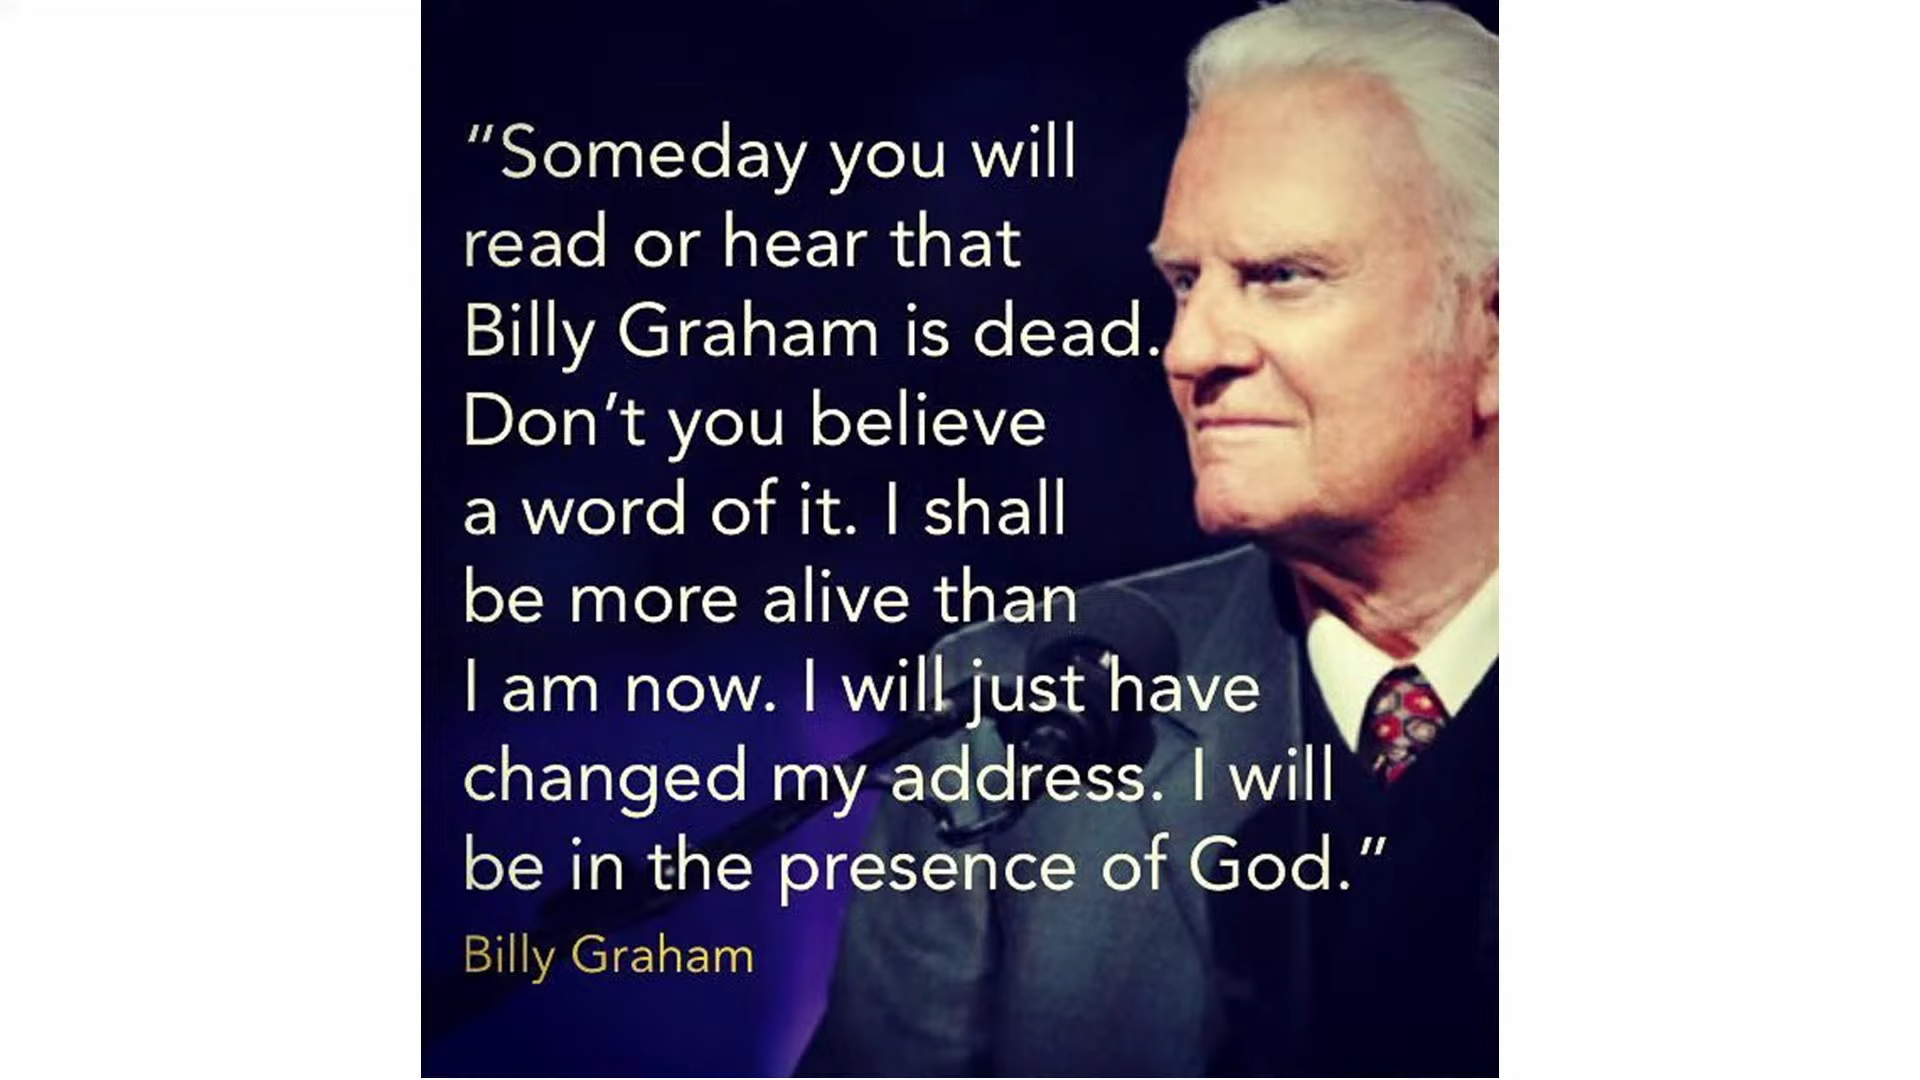 “Someday you will
read or hear that
Billy Graham is dead.
Don’t you believe
a word of it. I shall
be more alive than
I am now. I will just have
changed my address. I will
be in the presence of God.”
Billy Graham